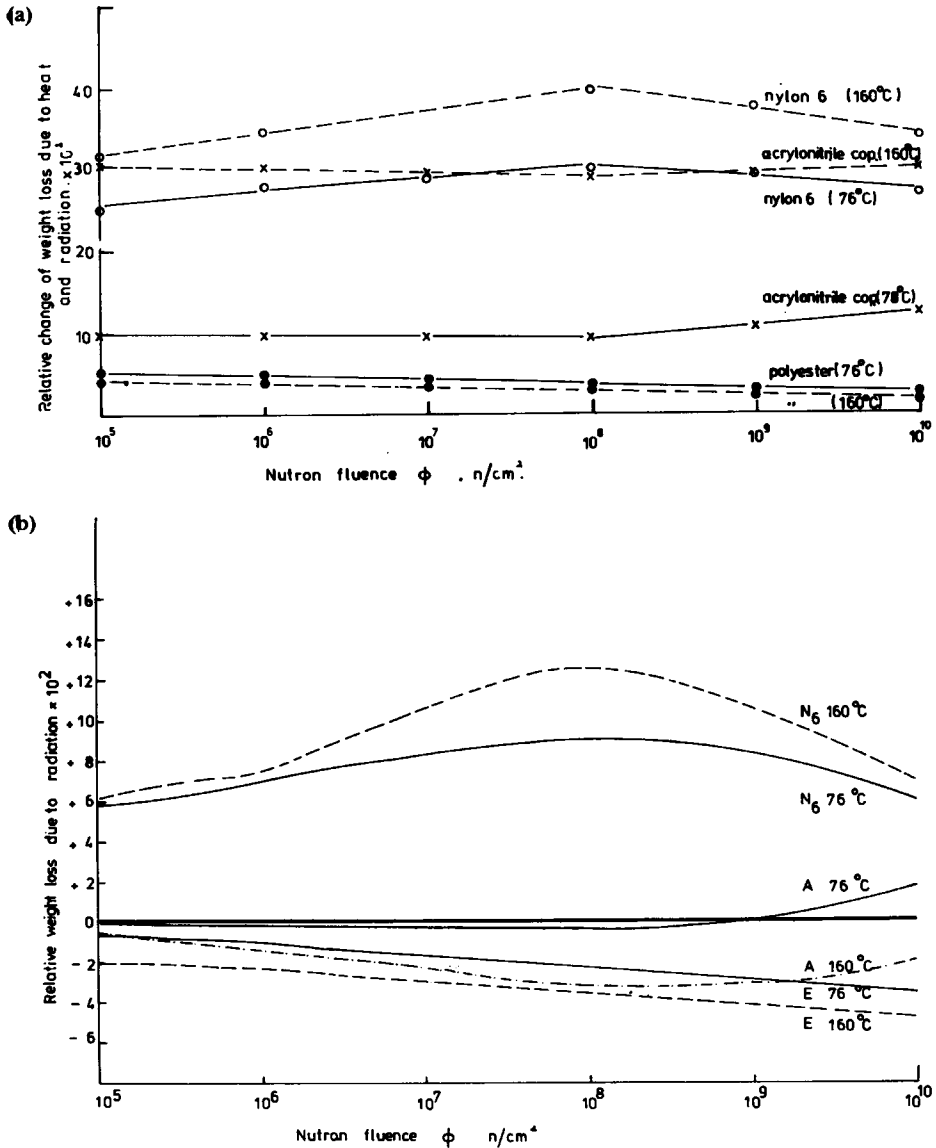 (a)
Relative change of weight loss due to heat
and radiation. × 10²
40
30
20
10
nylon 6 (160°C)
acrylonitrile cop.(160°C)
nylon 6 (76°C)
acrylonitrile cop.(76°C)
polyester(76°C)
„ (160°C)
10⁵ 10⁶ 10⁷ 10⁸ 10⁹ 10¹⁰
Nutron fluence ϕ . n/cm².
(b)
Relative weight loss due to radiation × 10²
+ 16
+ 14
+ 12
+ 10
+ 8
+ 6
+ 4
+ 2
0
- 2
- 4
- 6
N₆ 160°C
N₆ 76°C
A 76°C
A 160°C
E 76°C
E 160°C
10⁵ 10⁶ 10⁷ 10⁸ 10⁹ 10¹⁰
Nutron fluence ϕ n/cm²